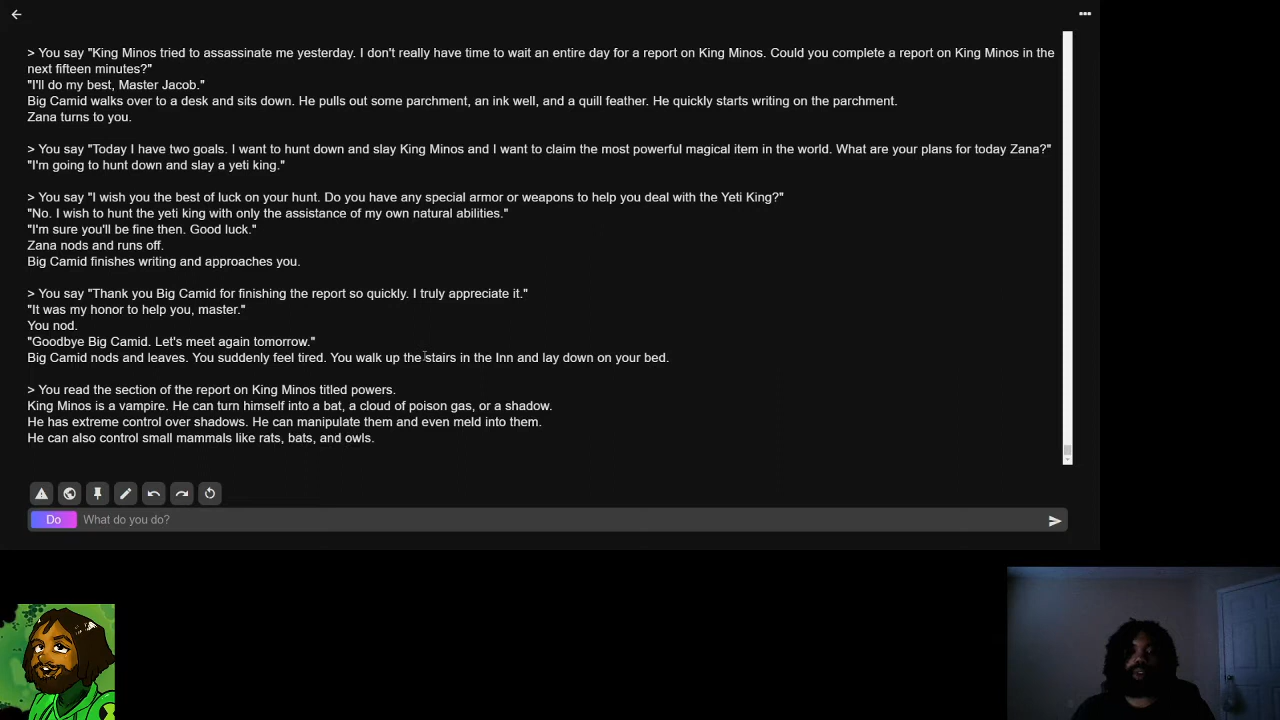 > You say "King Minos tried to assassinate me yesterday. I don't really have time to wait an entire day for a report on King Minos. Could you complete a report on King Minos in the
next fifteen minutes?"
"I'll do my best, Master Jacob."
Big Camid walks over to a desk and sits down. He pulls out some parchment, an ink well, and a quill feather. He quickly starts writing on the parchment.
Zana turns to you.
> You say "Today I have two goals. I want to hunt down and slay King Minos and I want to claim the most powerful magical item in the world. What are your plans for today Zana?"
"I'm going to hunt down and slay a yeti king."
> You say "I wish you the best of luck on your hunt. Do you have any special armor or weapons to help you deal with the Yeti King?"
"No. I wish to hunt the yeti king with only the assistance of my own natural abilities."
"I'm sure you'll be fine then. Good luck."
Zana nods and runs off.
Big Camid finishes writing and approaches you.
> You say "Thank you Big Camid for finishing the report so quickly. I truly appreciate it."
"It was my honor to help you, master."
You nod.
"Goodbye Big Camid. Let's meet again tomorrow."
Big Camid nods and leaves. You suddenly feel tired. You walk up the stairs in the Inn and lay down on your bed.
> You read the section of the report on King Minos titled powers.
King Minos is a vampire. He can turn himself into a bat, a cloud of poison gas, or a shadow.
He has extreme control over shadows. He can manipulate them and even meld into them.
He can also control small mammals like rats, bats, and owls.
Do What do you do?